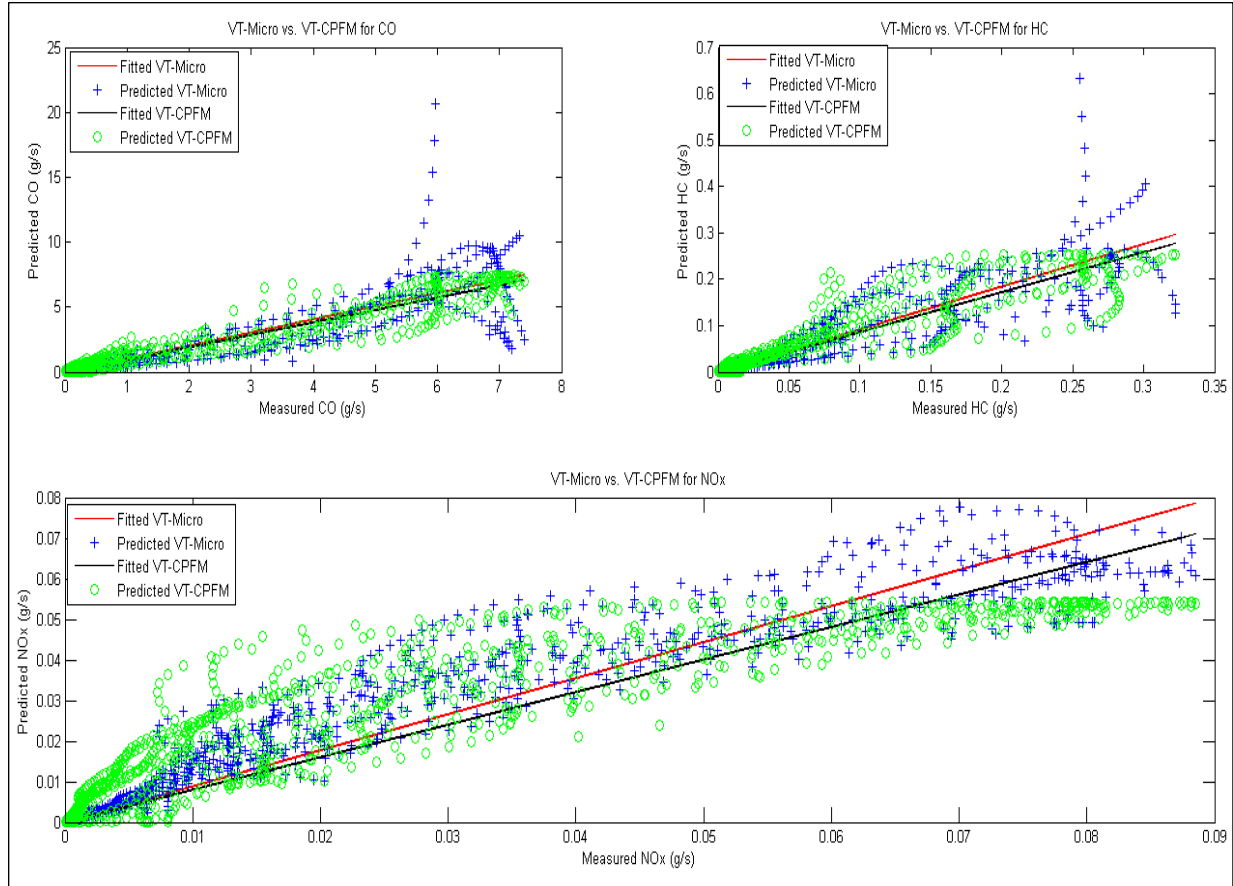 VT-Micro vs. VT-CPFM for CO
25
20
15
10
5
0
Predicted CO (g/s)
Fitted VT-Micro
Predicted VT-Micro
Fitted VT-CPFM
Predicted VT-CPFM
0 1 2 3 4 5 6 7 8
Measured CO (g/s)
VT-Micro vs. VT-CPFM for HC
0.7
0.6
0.5
0.4
0.3
0.2
0.1
0
Predicted HC (g/s)
Fitted VT-Micro
Predicted VT-Micro
Fitted VT-CPFM
Predicted VT-CPFM
0 0.05 0.1 0.15 0.2 0.25 0.3 0.35
Measured HC (g/s)
VT-Micro vs. VT-CPFM for NOx
0.08
0.07
0.06
0.05
0.04
0.03
0.02
0.01
0
Predicted NOx (g/s)
Fitted VT-Micro
Predicted VT-Micro
Fitted VT-CPFM
Predicted VT-CPFM
0 0.01 0.02 0.03 0.04 0.05 0.06 0.07 0.08 0.09
Measured NOx (g/s)